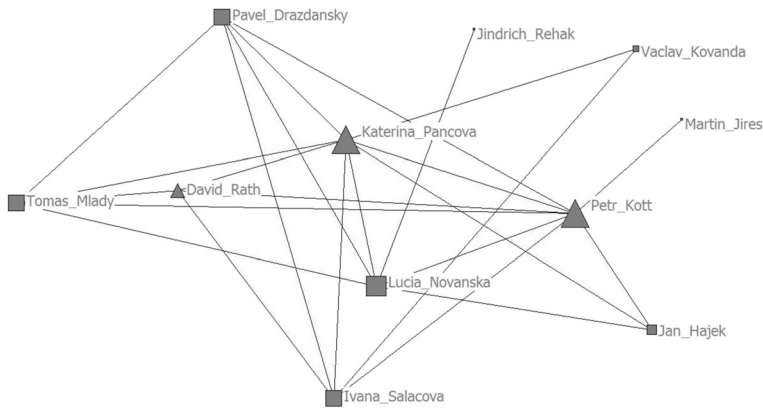 Pavel_Drazdansky
Jindrich_Rehak
Vaclav_Kovanda
Martin_Jires
Katerina_Pancova
David_Rath
Tomas_Mlady
Petr_Kott
Lucia_Novanska
Jan_Hajek
Ivana_Salacova